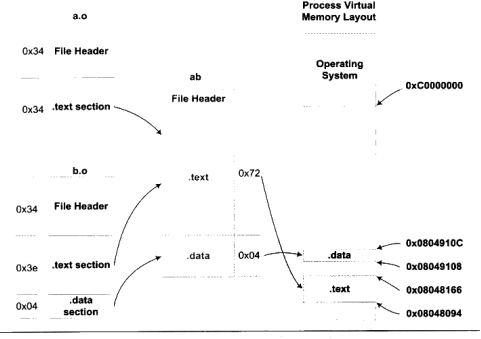 a.o
0x34 File Header
0x34 .text section
b.o
0x34 File Header
0x3e .text section
0x04 .data
section
ab
File Header
.text 0x72
.data 0x04
Process Virtual
Memory Layout
Operating
System
0xC0000000
0x0804910C
.data
0x08049108
0x08048166
.text
0x08048094